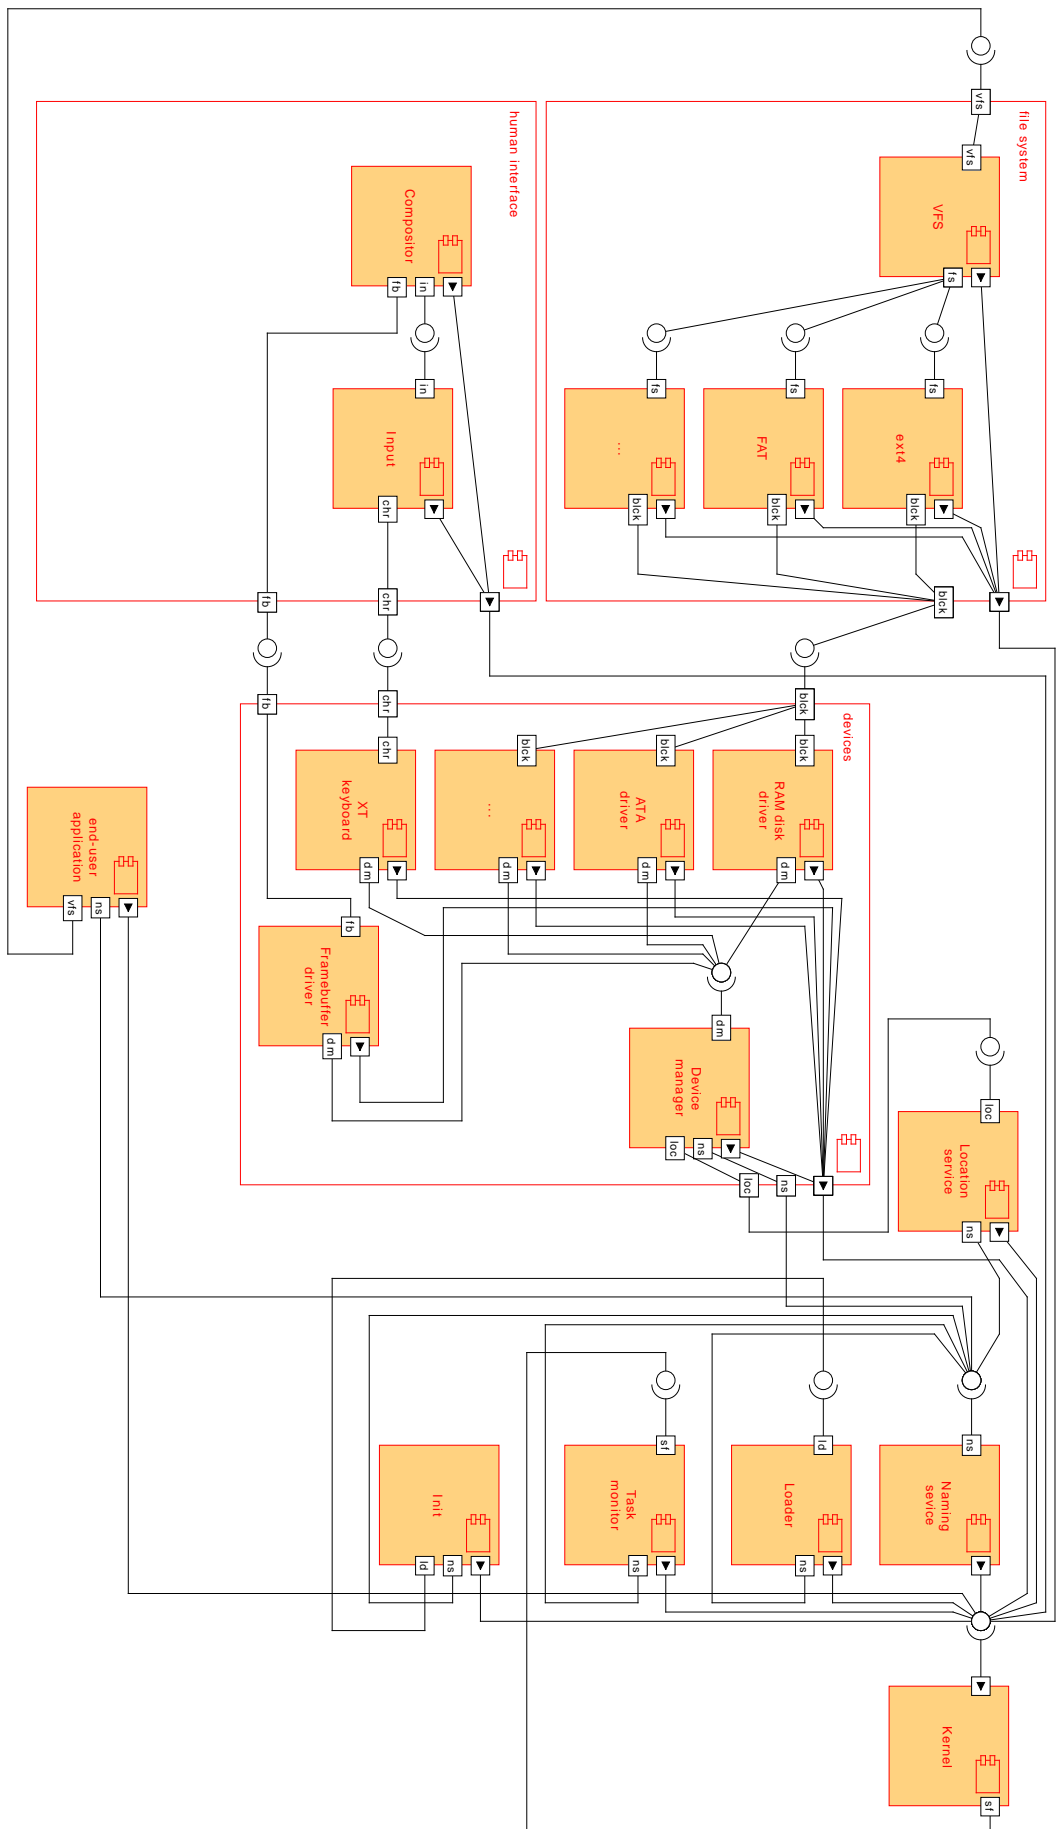 vfs
file system
vfs
VFS
fs
fs
ext4
blck
fs
FAT
blck
fs
...
blck
blck
human interface
Compositor
in
fb
in
Input
chr
chr
fb
devices
blck
blck
RAM disk
driver
dm
blck
ATA
driver
dm
blck
...
dm
chr
chr
XT
keyboard
dm
fb
fb
Framebuffer
driver
dm
dm
Device
manager
ns
loc
ns
loc
end-user
application
ns
vfs
loc
Location
service
ns
ns
Naming
sevice
ld
Loader
ns
sf
Task
monitor
ns
Init
ns
ld
Kernel
sf